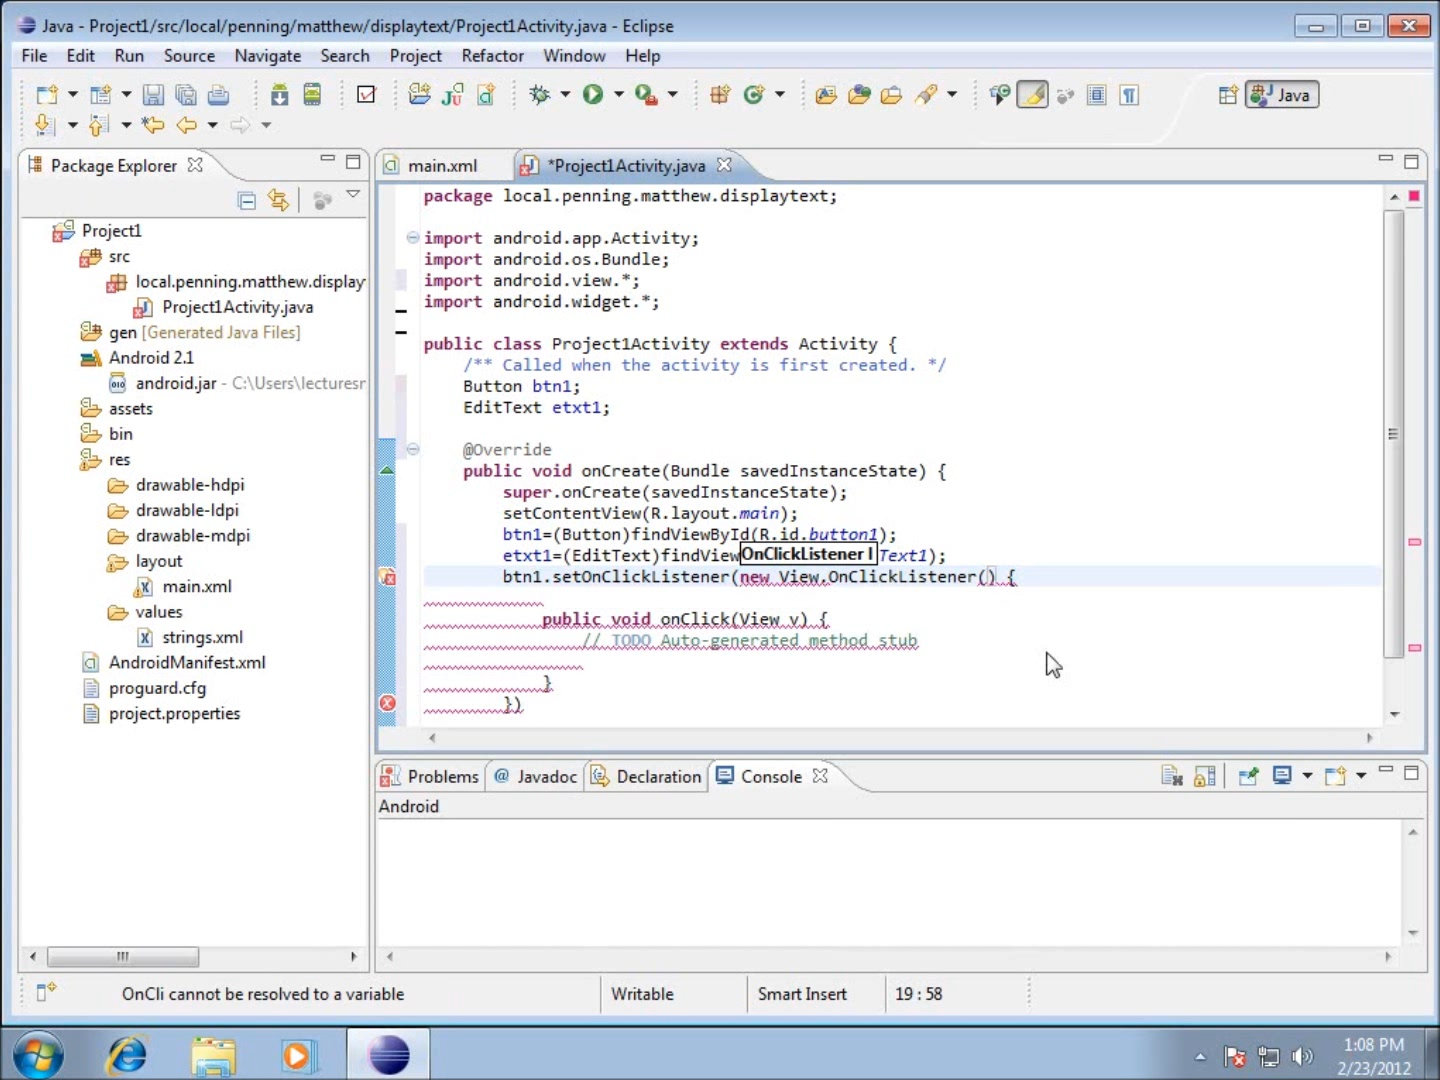 Java - Project1/src/local/penning/matthew/displaytext/Project1Activity.java - Eclipse
File Edit Run Source Navigate Search Project Refactor Window Help
Java
Package Explorer
main.xml
*Project1Activity.java
Project1
src
local.penning.matthew.display
Project1Activity.java
gen [Generated Java Files]
Android 2.1
android.jar - C:\Users\lecturesr
assets
bin
res
drawable-hdpi
drawable-ldpi
drawable-mdpi
layout
main.xml
values
strings.xml
AndroidManifest.xml
proguard.cfg
project.properties
package local.penning.matthew.displaytext;
import android.app.Activity;
import android.os.Bundle;
import android.view.*;
import android.widget.*;
public class Project1Activity extends Activity {
/** Called when the activity is first created. */
Button btn1;
EditText etxt1;
@Override
public void onCreate(Bundle savedInstanceState) {
super.onCreate(savedInstanceState);
setContentView(R.layout.main);
btn1=(Button)findViewById(R.id.button1);
etxt1=(EditText)findView OnClickListener l Text1);
btn1.setOnClickListener(new View.OnClickListener() {
public void onClick(View v) {
// TODO Auto-generated method stub
}
})
Problems @ Javadoc Declaration Console
Android
OnCli cannot be resolved to a variable
Writable
Smart Insert
19 : 58
1:08 PM
2/23/2012